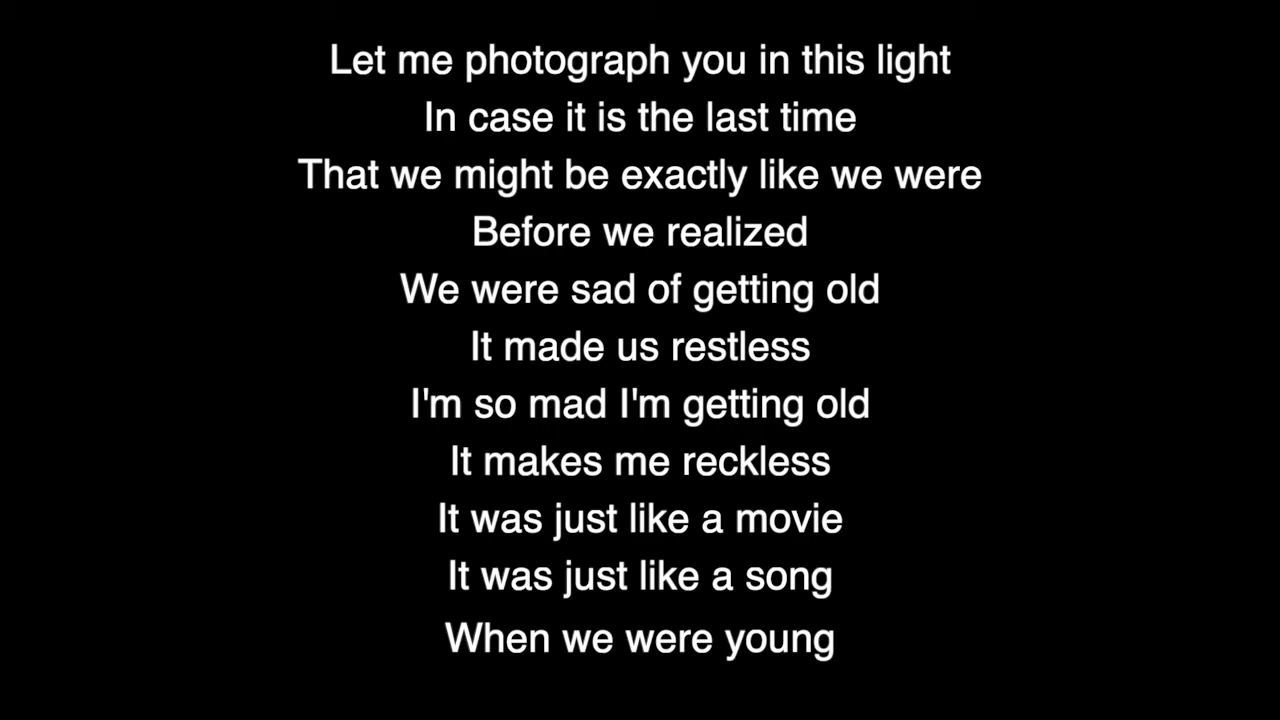 Let me photograph you in this light
In case it is the last time
That we might be exactly like we were
Before we realized
We were sad of getting old
It made us restless
I'm so mad I'm getting old
It makes me reckless
It was just like a movie
It was just like a song
When we were young